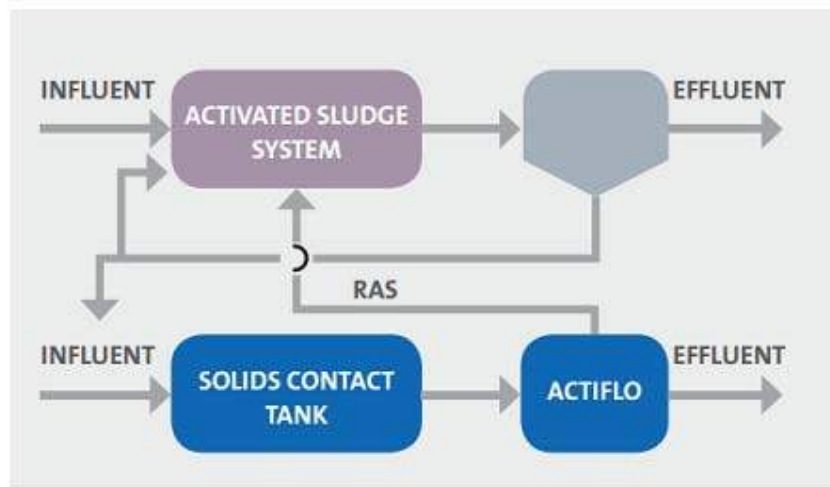 INFLUENT
ACTIVATED SLUDGE
SYSTEM
EFFLUENT
RAS
INFLUENT
SOLIDS CONTACT
TANK
ACTIFLO
EFFLUENT